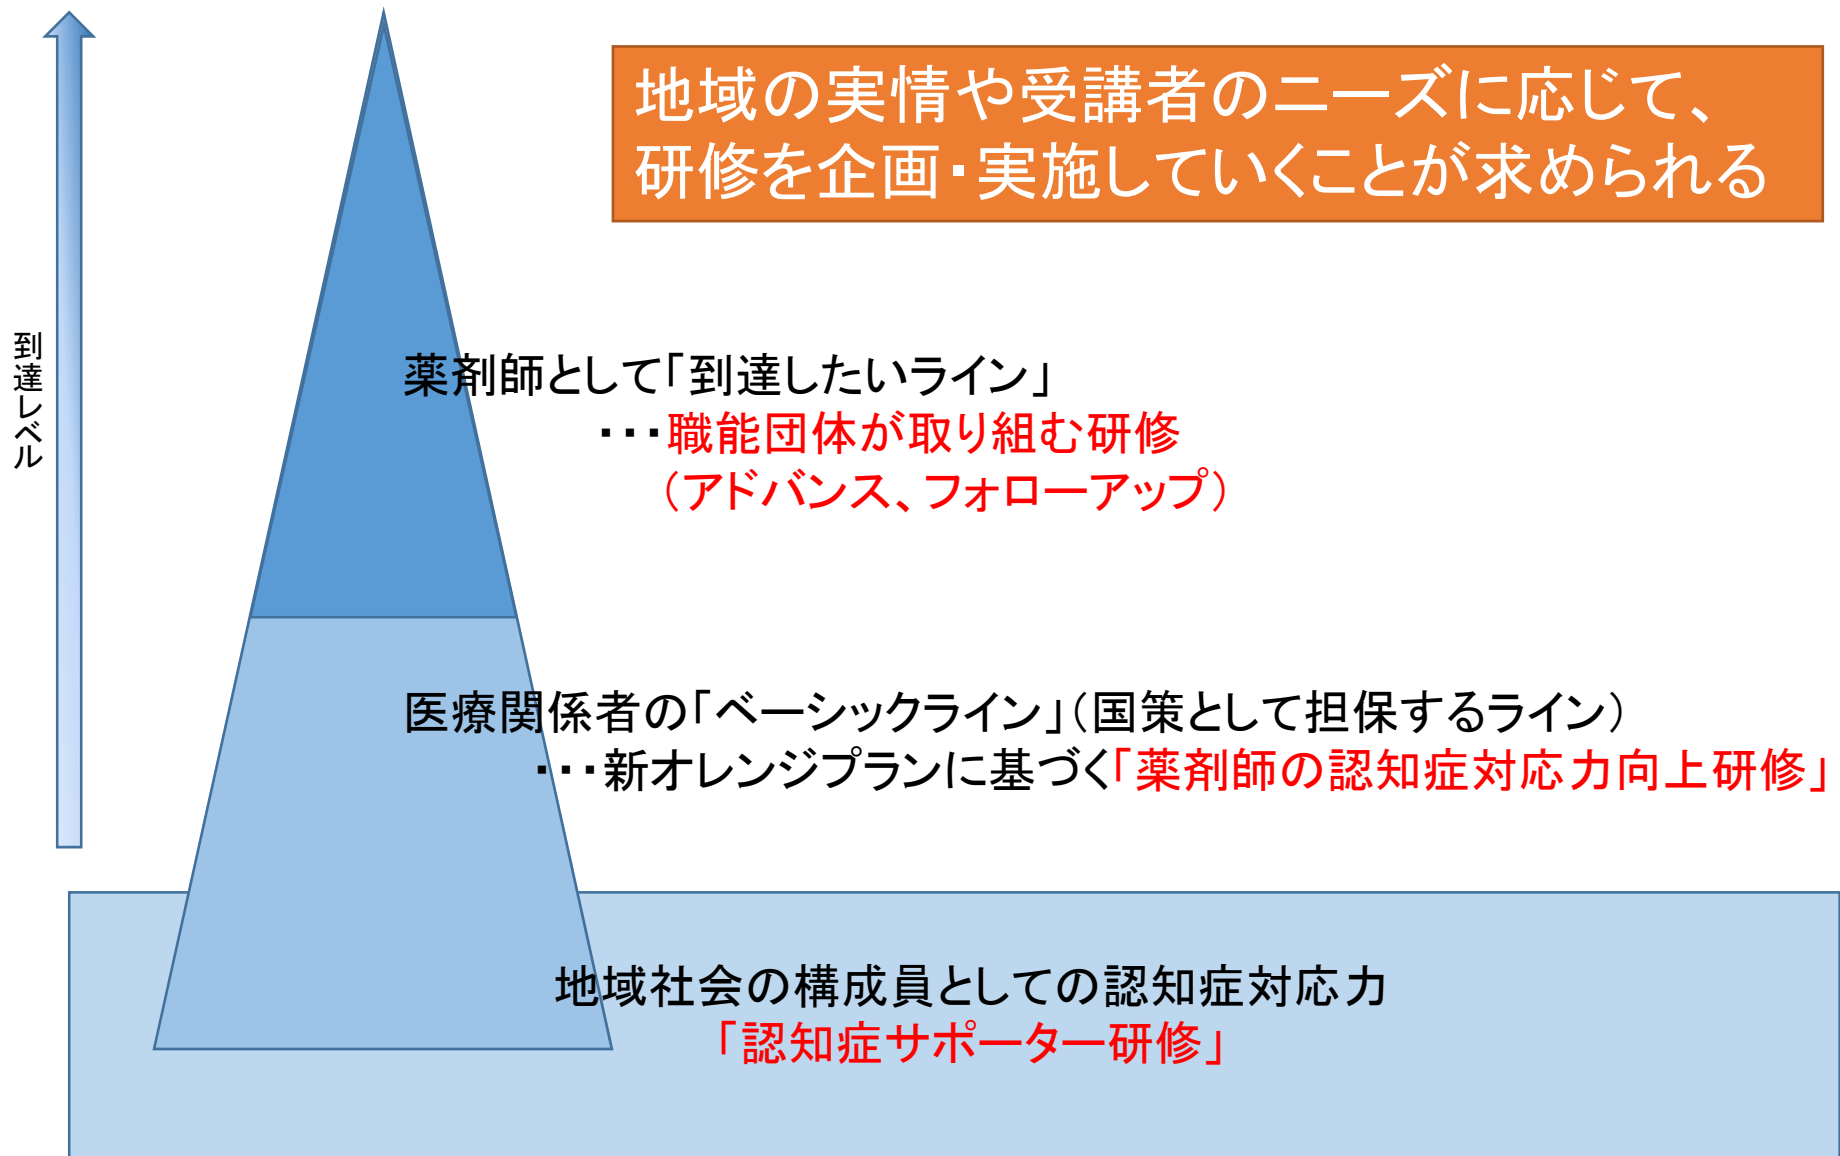 地域の実情や受講者のニーズに応じて、
研修を企画・実施していくことが求められる
到達レベル
薬剤師として「到達したいライン」
・・・職能団体が取り組む研修
（アドバンス、フォローアップ）
医療関係者の「ベーシックライン」（国策として担保するライン）
・・・新オレンジプランに基づく「薬剤師の認知症対応力向上研修」
地域社会の構成員としての認知症対応力
「認知症サポーター研修」